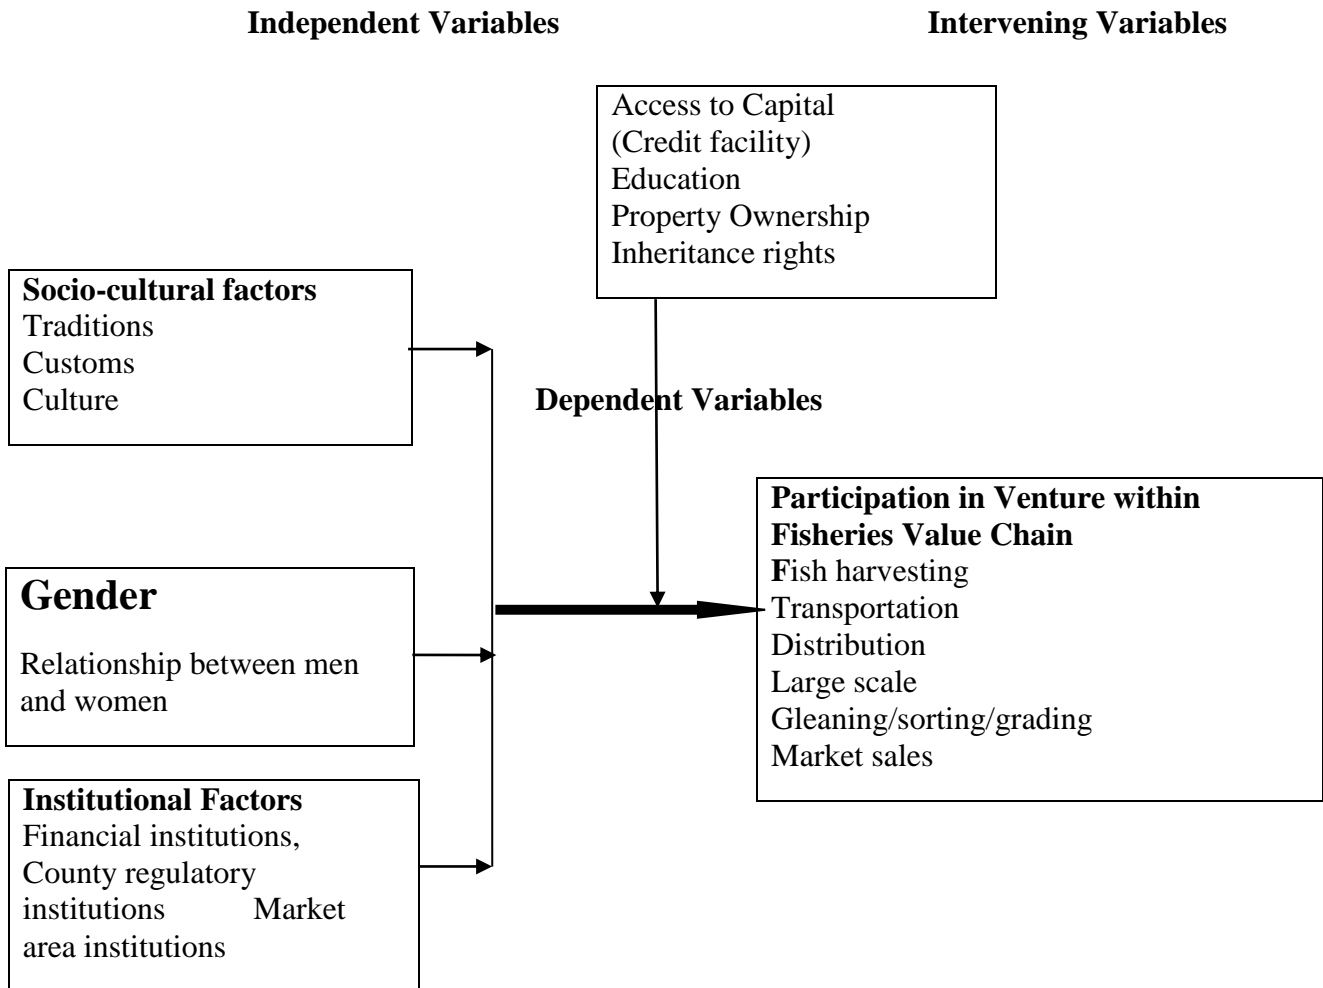 Independent Variables
Intervening Variables
Access to Capital
(Credit facility)
Education
Property Ownership
Inheritance rights
Socio-cultural factors
Traditions
Customs
Culture
Dependent Variables
Participation in Venture within
Fisheries Value Chain
Fish harvesting
Transportation
Distribution
Large scale
Gleaning/sorting/grading
Market sales
Gender
Relationship between men
and women
Institutional Factors
Financial institutions,
County regulatory
institutions Market
area institutions